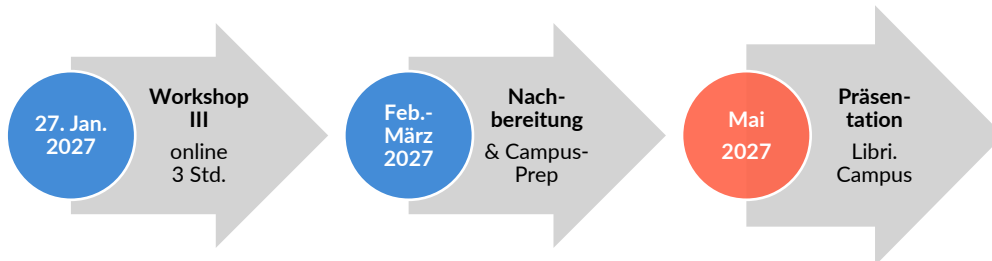 27. Jan.
2027
Workshop
III
online
3 Std.
Feb.-
März
2027
Nach-
bereitung
& Campus-
Prep
Mai
2027
Präsen-
tation
Libri.
Campus